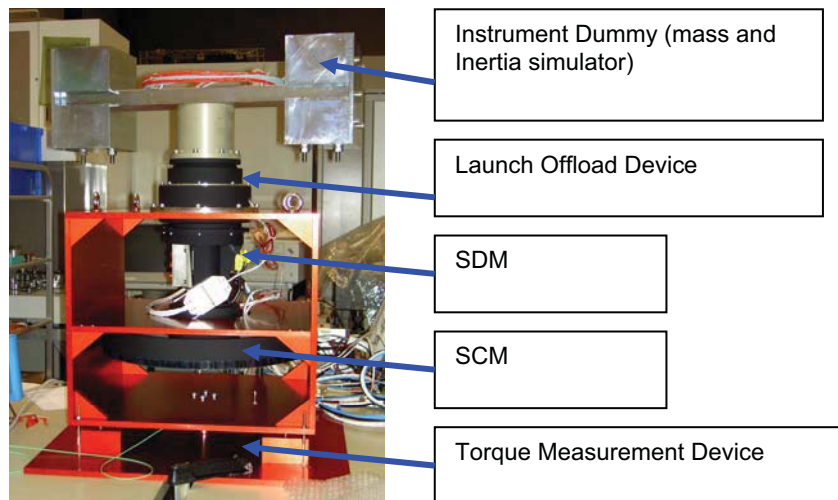 Instrument Dummy (mass and
Inertia simulator)
Launch Offload Device
SDM
SCM
Torque Measurement Device